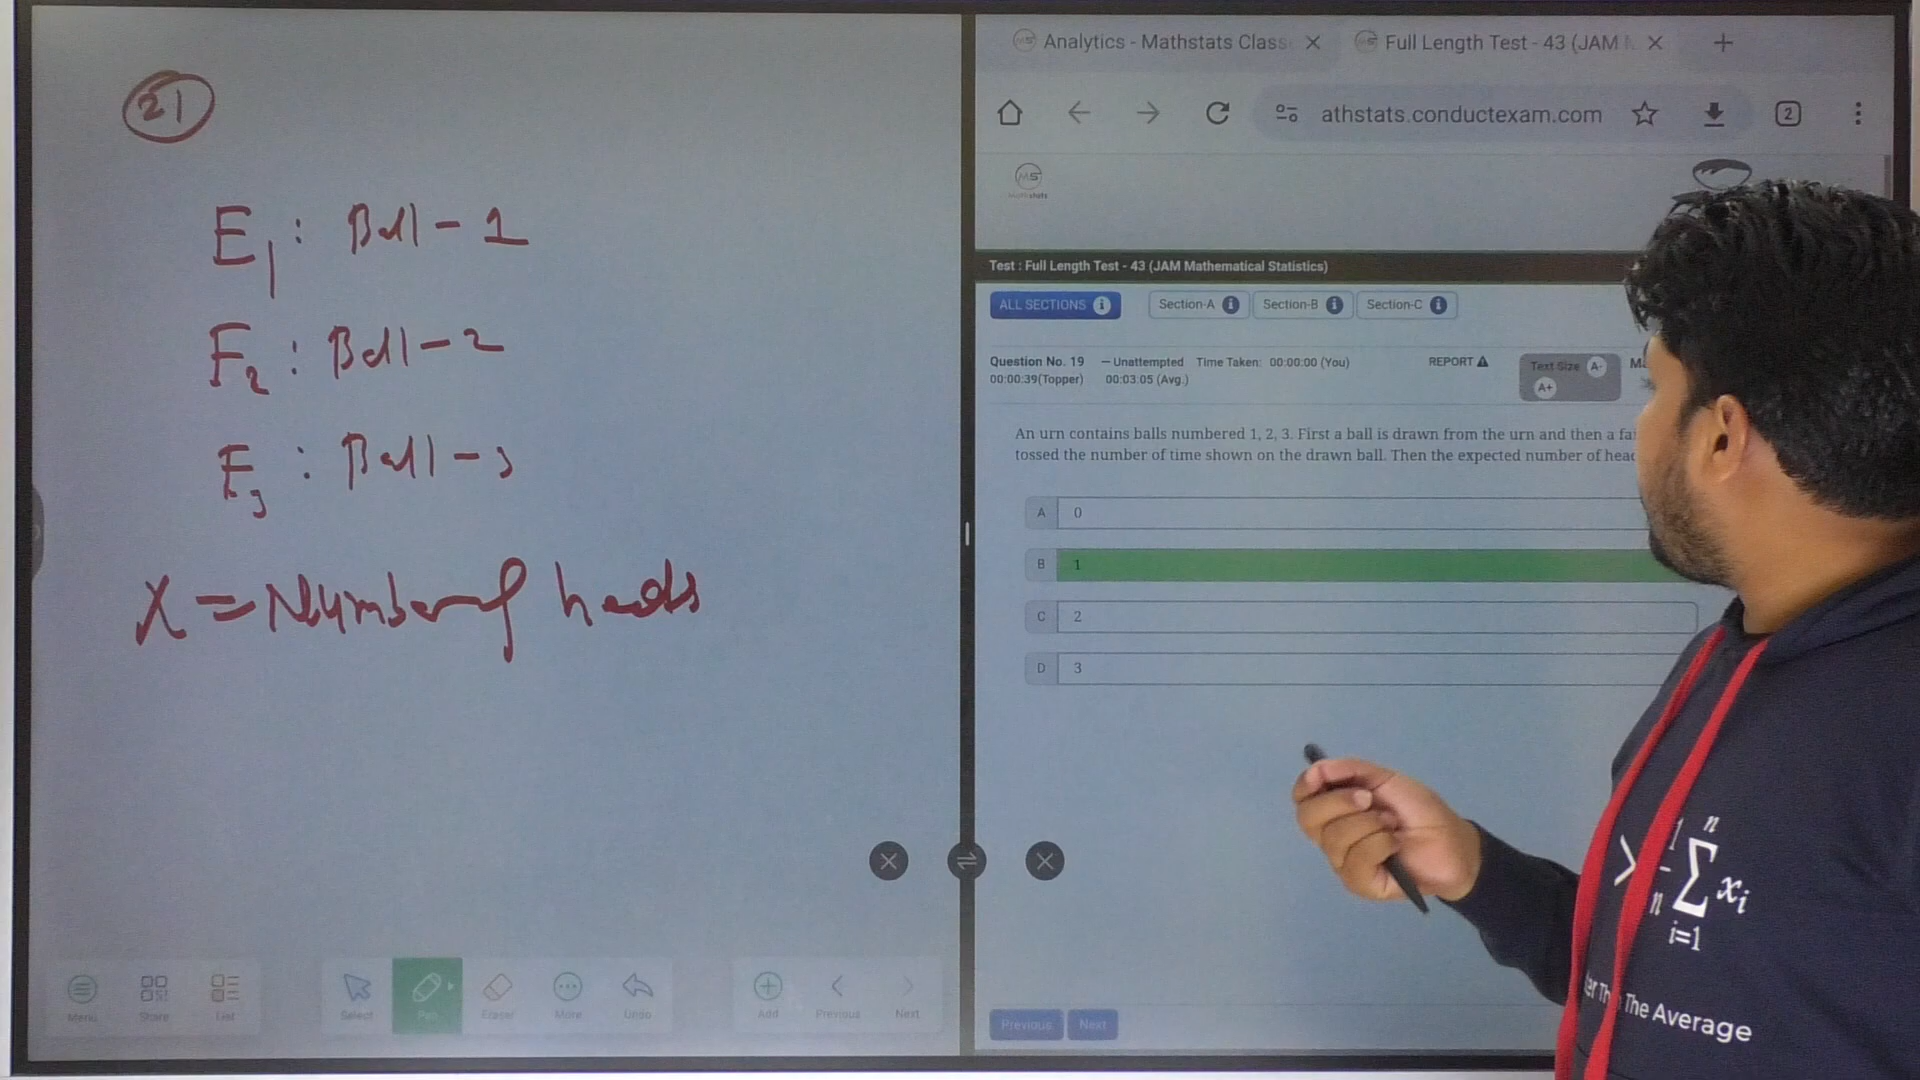 21
E1 : Ball - 1
E2 : Ball - 2
E3 : Ball - 3
X = Number of heads
Menu
Share
List
Select
Pen
Eraser
More
Undo
Add
Previous
Next
Analytics - Mathstats Class
Full Length Test - 43 (JAM
athstats.conductexam.com
2
MS
Test : Full Length Test - 43 (JAM Mathematical Statistics)
ALL SECTIONS i
Section-A i
Section-B i
Section-C i
Question No. 19 — Unattempted Time Taken: 00:00:00 (You)
00:00:39(Topper) 00:03:05 (Avg.)
REPORT
Text Size A-
A+
An urn contains balls numbered 1, 2, 3. First a ball is drawn from the urn and then a fa
tossed the number of time shown on the drawn ball. Then the expected number of head
A 0
B 1
C 2
D 3
Previous
Next
> 1/n ∑ i=1 n xi
The Average